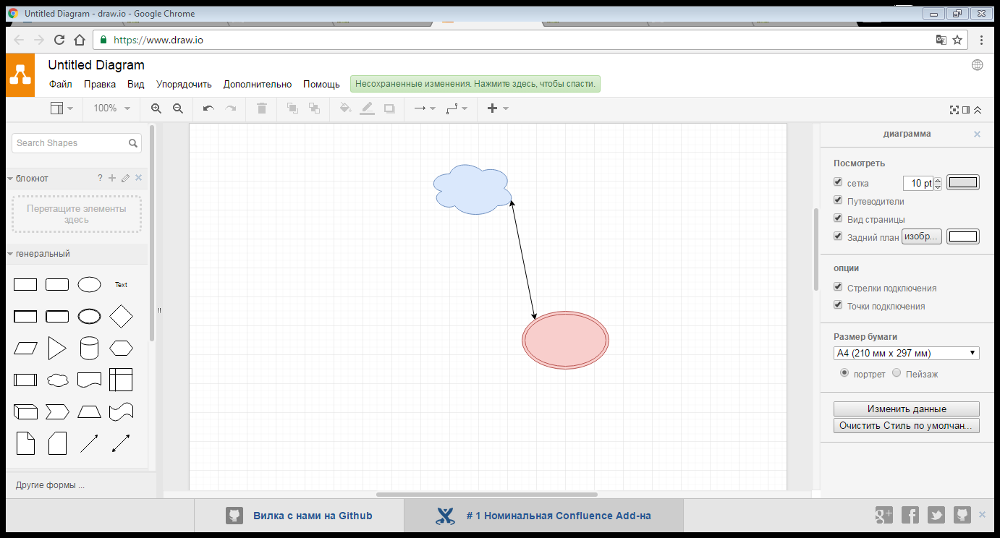 Untitled Diagram - draw.io - Google Chrome
https://www.draw.io
Untitled Diagram
Файл Правка Вид Упорядочить Дополнительно Помощь Несохраненные изменения. Нажмите здесь, чтобы спасти.
100%
Search Shapes
блокнот ?
Перетащите элементы
здесь
генеральный
Text
Другие формы ...
диаграмма
Посмотреть
сетка 10 pt
Путеводители
Вид страницы
Задний план изобр...
опции
Стрелки подключения
Точки подключения
Размер бумаги
A4 (210 мм x 297 мм)
портрет Пейзаж
Изменить данные
Очистить Стиль по умолчан...
Вилка с нами на Github
# 1 Номинальная Confluence Add-на
g+